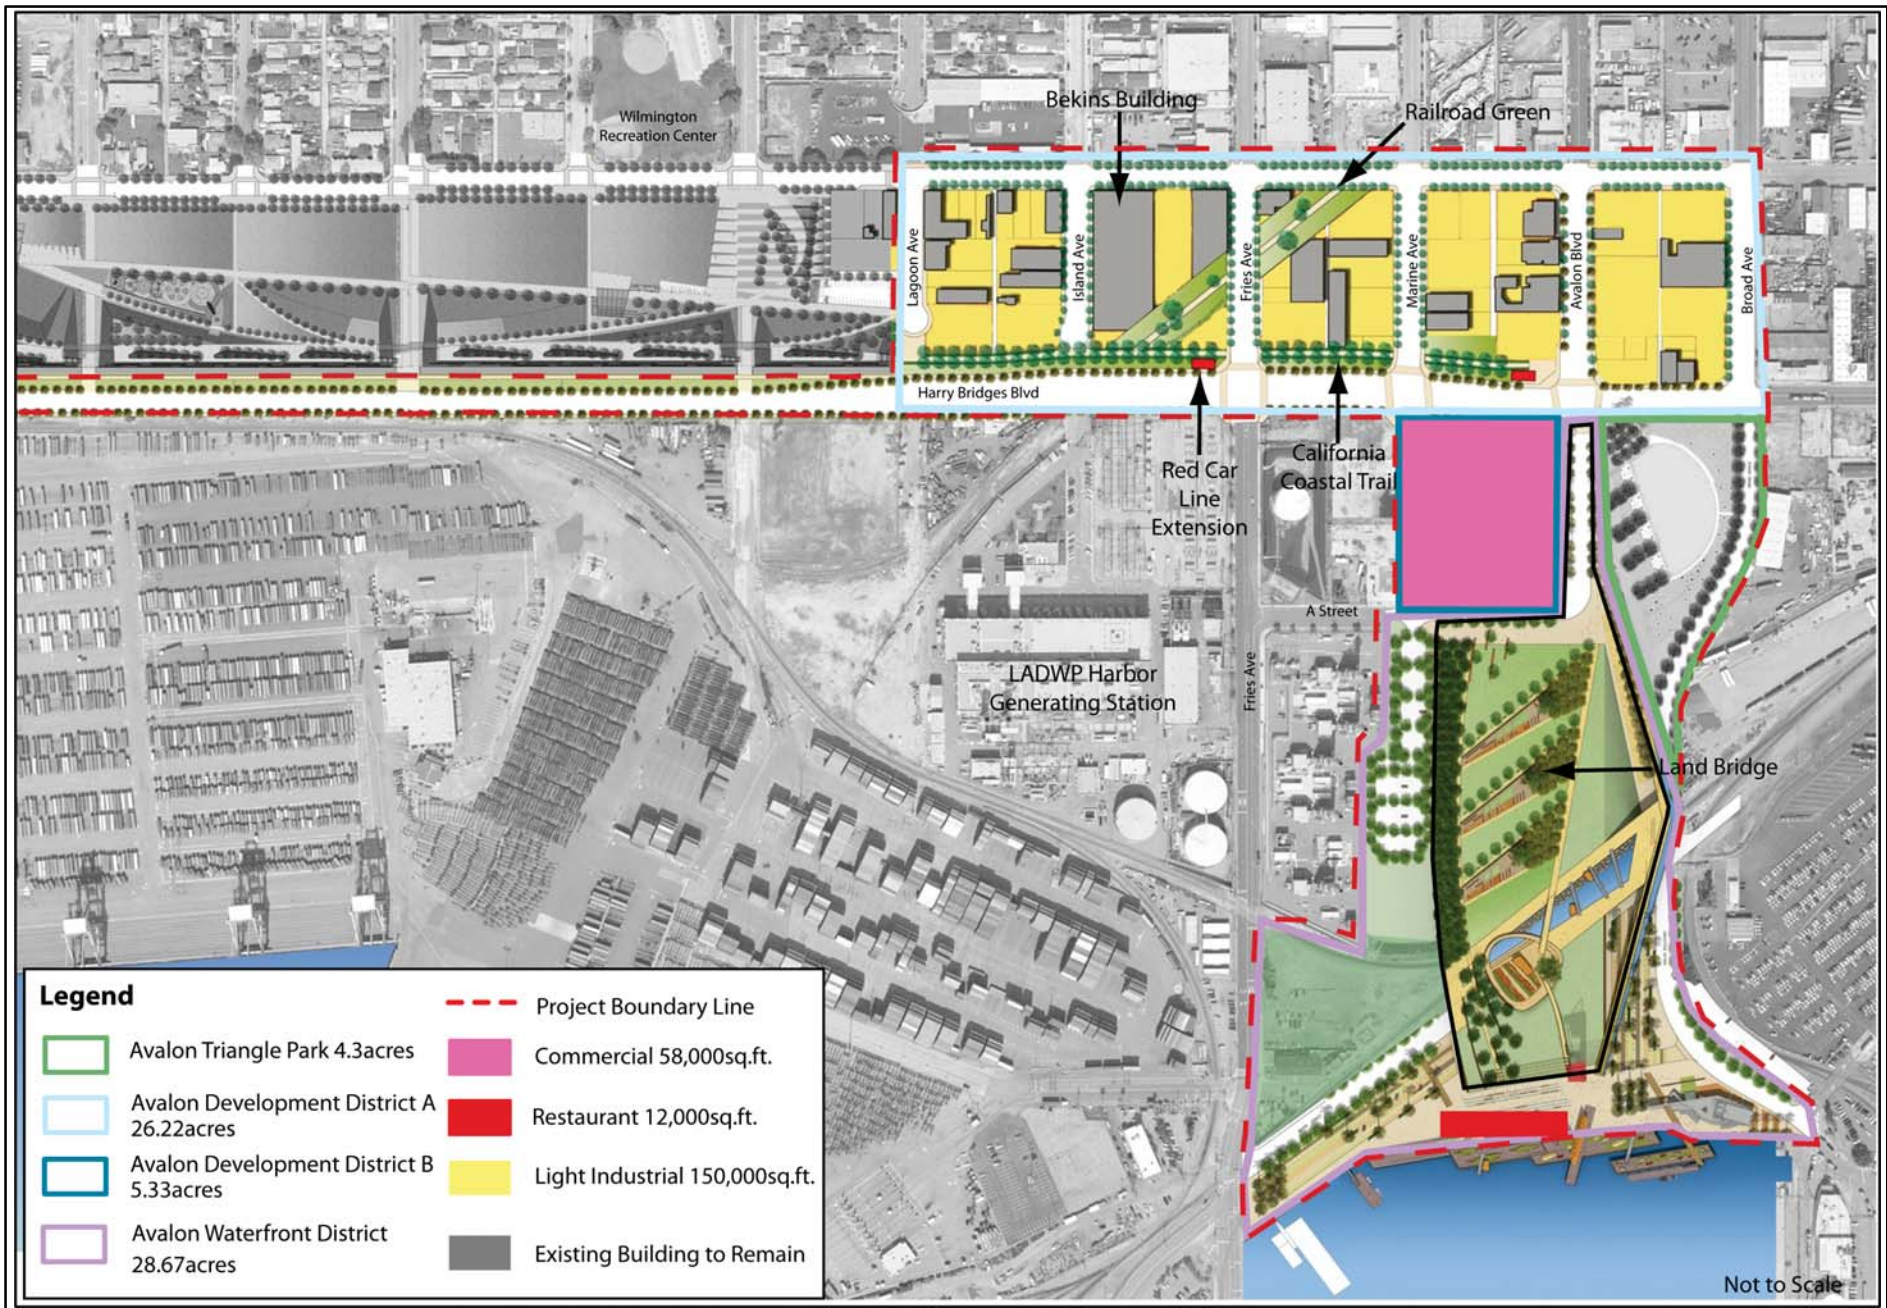 Bekins Building
Railroad Green
Wilmington
Recreation Center
Lagoon Ave
Island Ave
Fries Ave
Marine Ave
Avalon Blvd
Broad Ave
Harry Bridges Blvd
Red Car
Line
Extension
California
Coastal Trail
A Street
LADWP Harbor
Generating Station
Fries Ave
Land Bridge
Legend
Avalon Triangle Park 4.3acres
Avalon Development District A
26.22acres
Avalon Development District B
5.33acres
Avalon Waterfront District
28.67acres
Project Boundary Line
Commercial 58,000sq.ft.
Restaurant 12,000sq.ft.
Light Industrial 150,000sq.ft.
Existing Building to Remain
Not to Scale